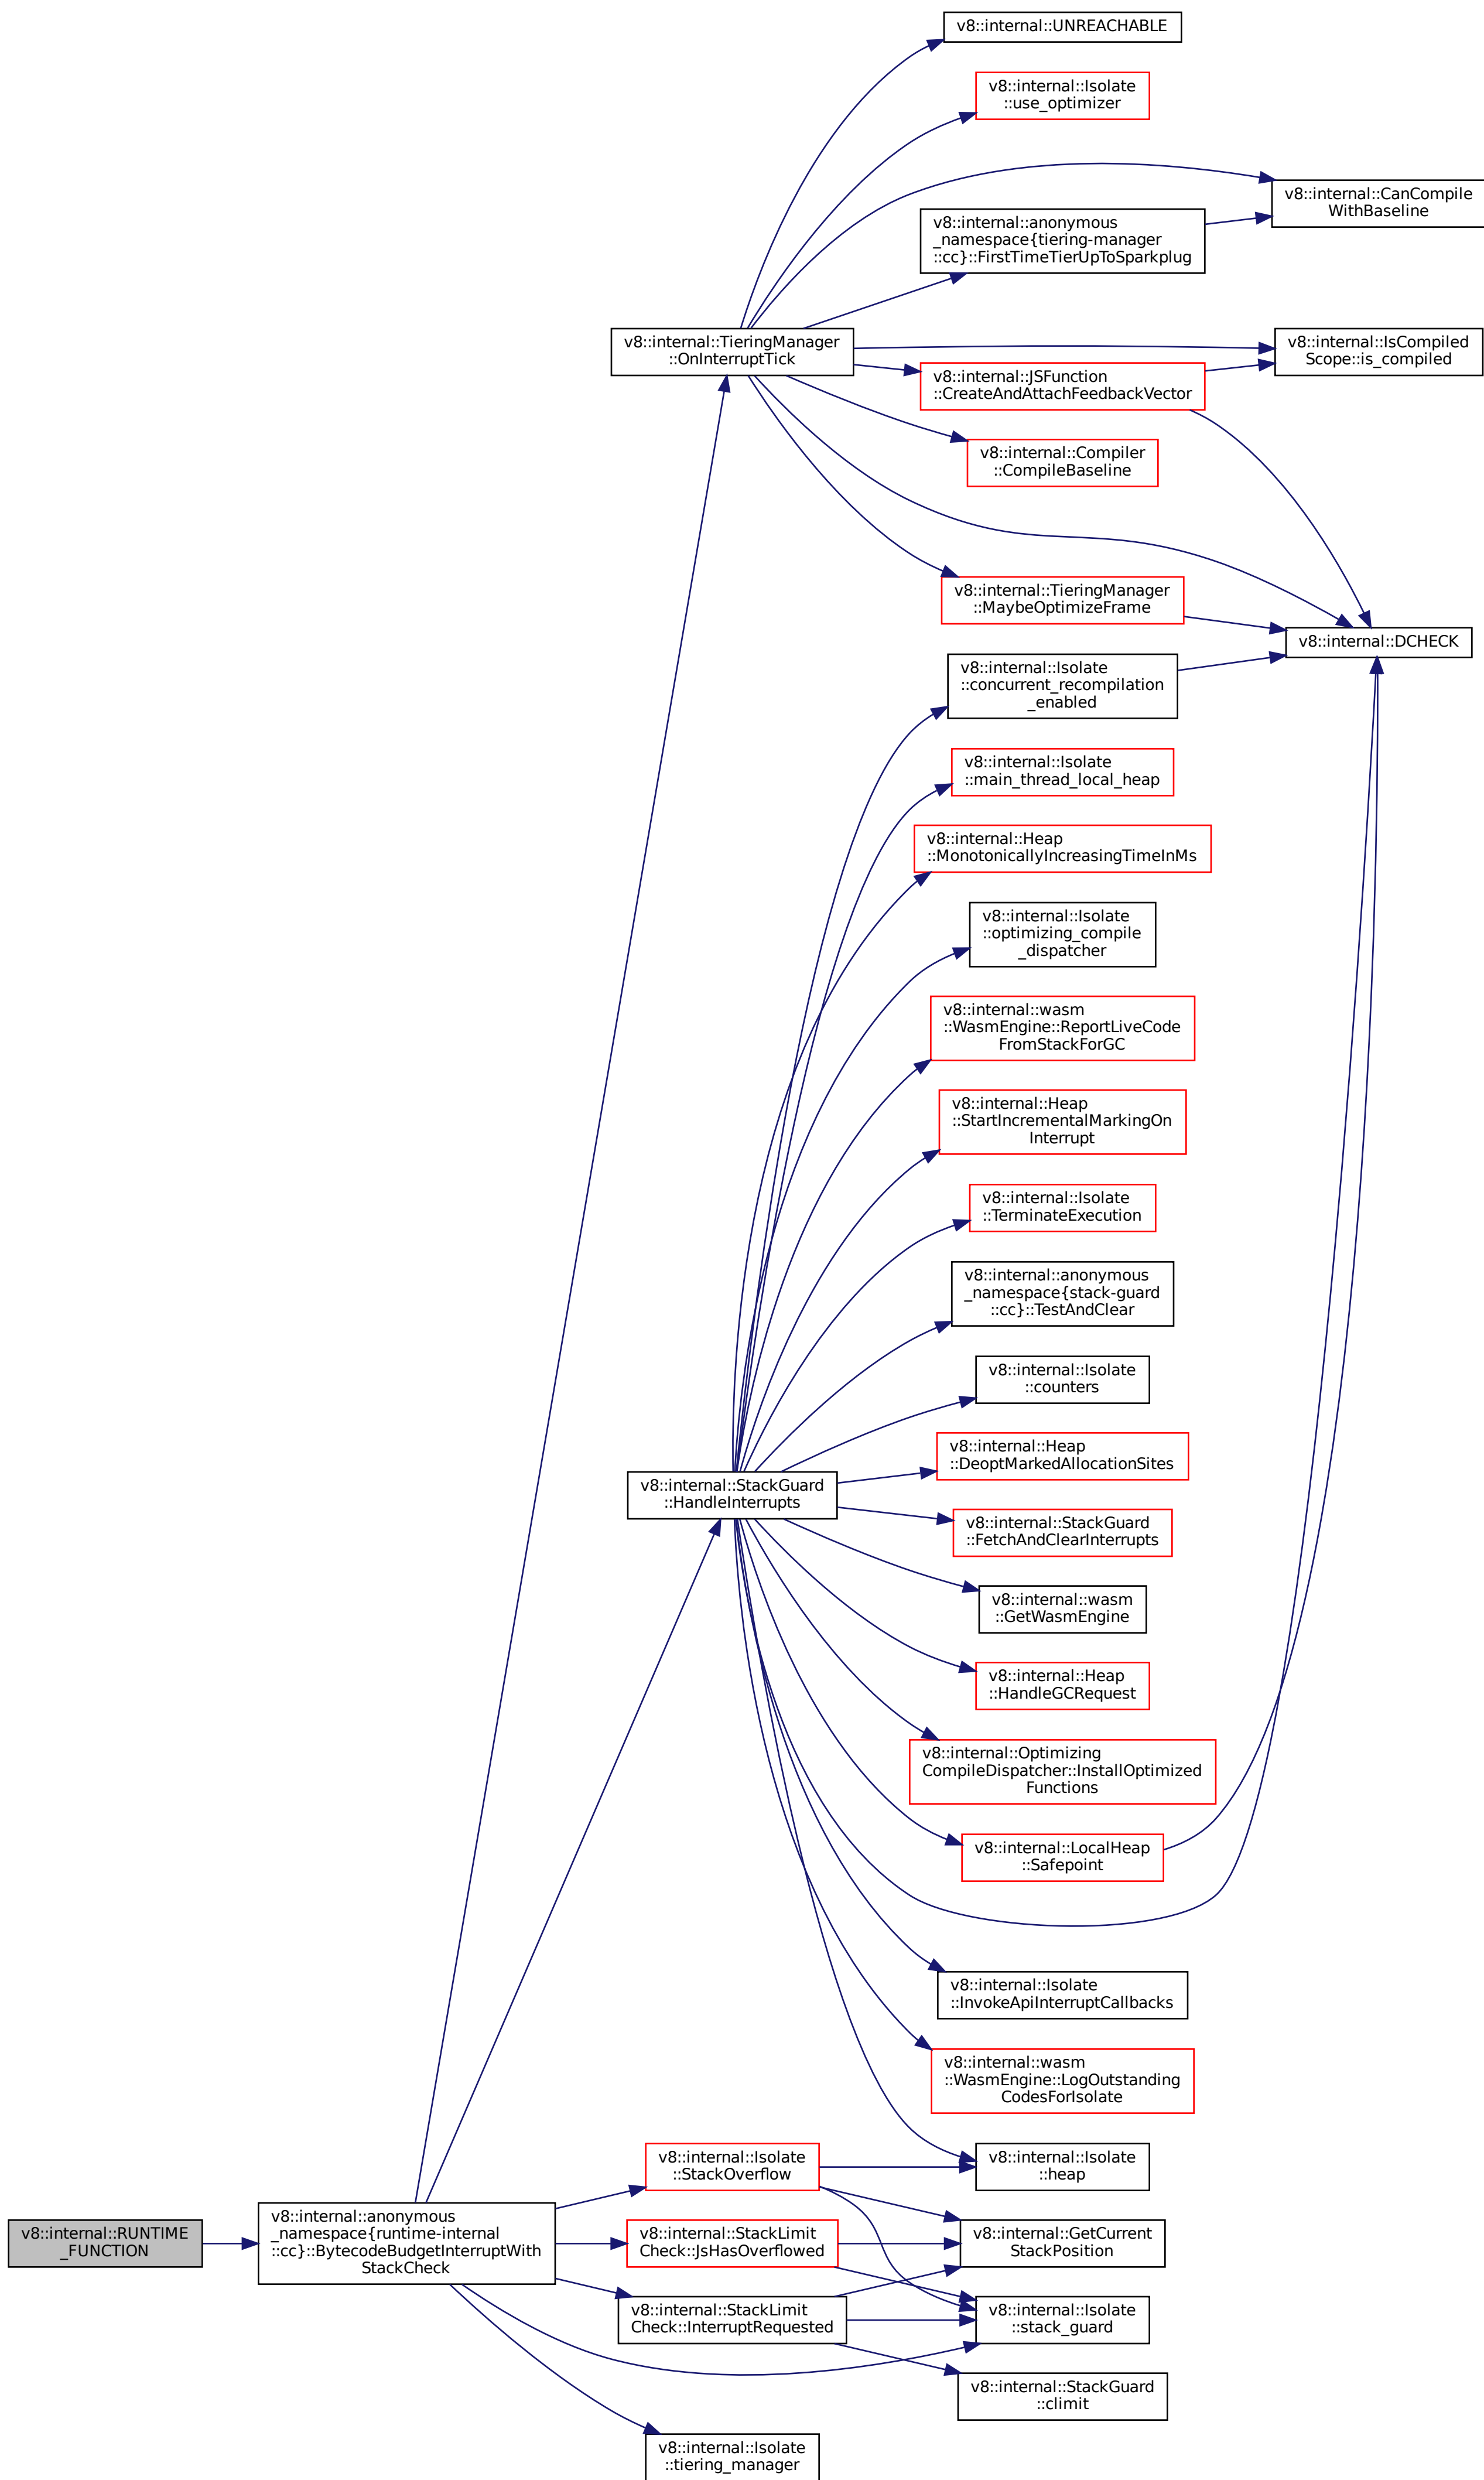 v8::internal::UNREACHABLE
v8::internal::Isolate
::use_optimizer
v8::internal::CanCompile
WithBaseline
v8::internal::anonymous
_namespace{tiering-manager
::cc}::FirstTimeTierUpToSparkplug
v8::internal::TieringManager
::OnInterruptTick
v8::internal::IsCompiled
Scope::is_compiled
v8::internal::JSFunction
::CreateAndAttachFeedbackVector
v8::internal::Compiler
::CompileBaseline
v8::internal::TieringManager
::MaybeOptimizeFrame
v8::internal::DCHECK
v8::internal::Isolate
::concurrent_recompilation
_enabled
v8::internal::Isolate
::main_thread_local_heap
v8::internal::Heap
::MonotonicallyIncreasingTimeInMs
v8::internal::Isolate
::optimizing_compile
_dispatcher
v8::internal::wasm
::WasmEngine::ReportLiveCode
FromStackForGC
v8::internal::Heap
::StartIncrementalMarkingOn
Interrupt
v8::internal::Isolate
::TerminateExecution
v8::internal::anonymous
_namespace{stack-guard
::cc}::TestAndClear
v8::internal::Isolate
::counters
v8::internal::Heap
::DeoptMarkedAllocationSites
v8::internal::StackGuard
::HandleInterrupts
v8::internal::StackGuard
::FetchAndClearInterrupts
v8::internal::wasm
::GetWasmEngine
v8::internal::Heap
::HandleGCRequest
v8::internal::Optimizing
CompileDispatcher::InstallOptimized
Functions
v8::internal::LocalHeap
::Safepoint
v8::internal::Isolate
::InvokeApiInterruptCallbacks
v8::internal::wasm
::WasmEngine::LogOutstanding
CodesForIsolate
v8::internal::Isolate
::StackOverflow
v8::internal::Isolate
::heap
v8::internal::RUNTIME
_FUNCTION
v8::internal::anonymous
_namespace{runtime-internal
::cc}::BytecodeBudgetInterruptWith
StackCheck
v8::internal::StackLimit
Check::JsHasOverflowed
v8::internal::GetCurrent
StackPosition
v8::internal::StackLimit
Check::InterruptRequested
v8::internal::Isolate
::stack_guard
v8::internal::StackGuard
::climit
v8::internal::Isolate
::tiering_manager